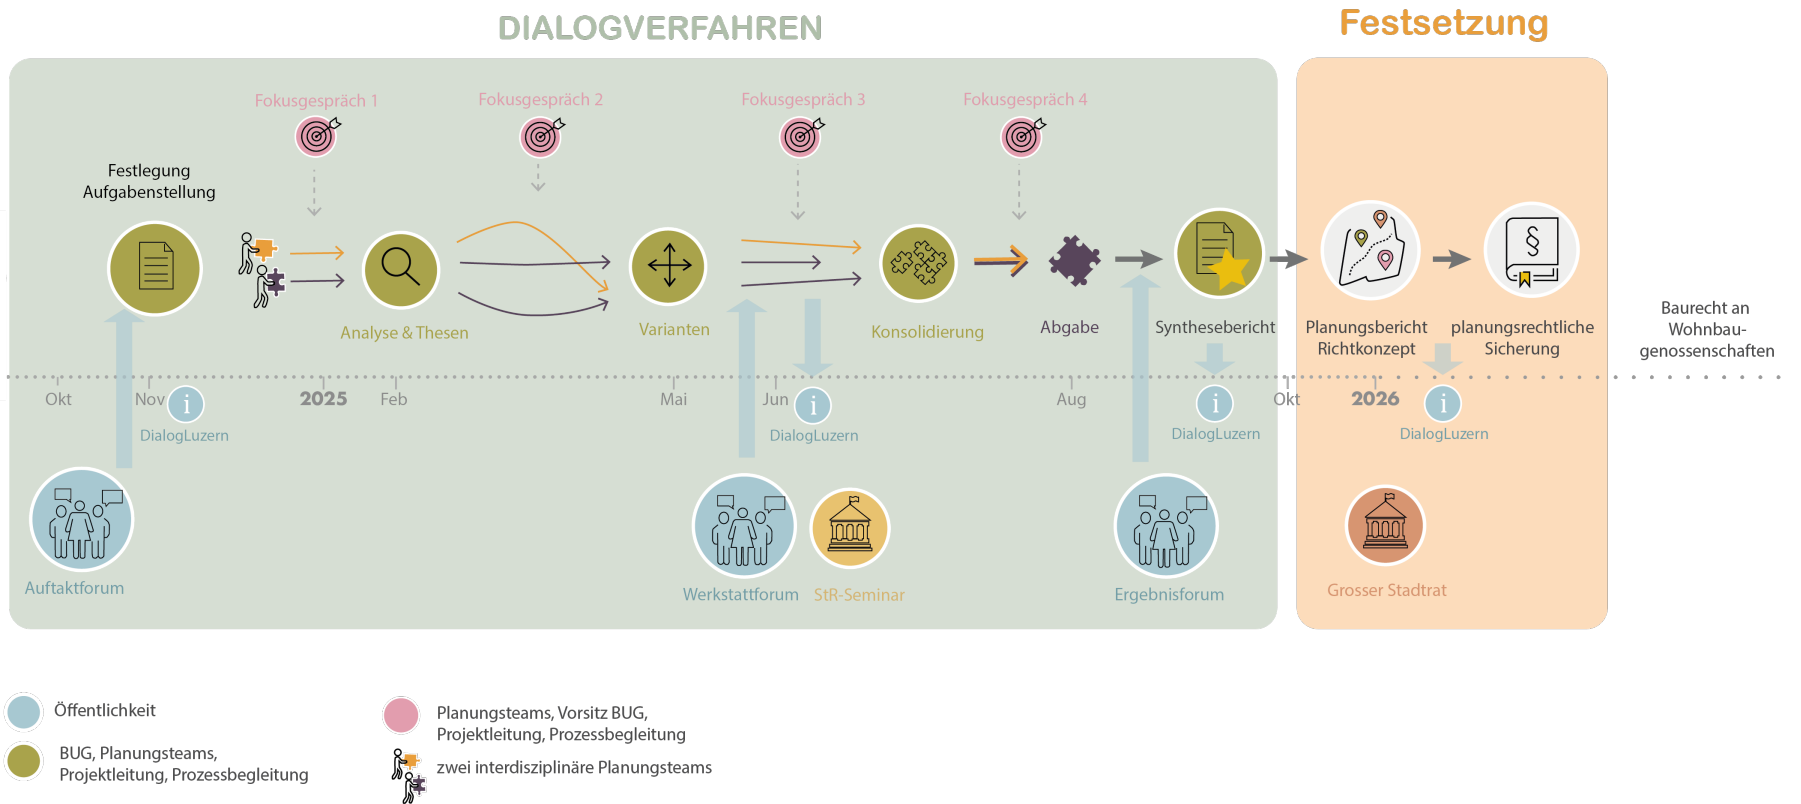 DIALOGVERFAHREN
Festsetzung
Fokusgespräch 1
Fokusgespräch 2
Fokusgespräch 3
Fokusgespräch 4
Festlegung
Aufgabenstellung
Analyse & Thesen
Varianten
Konsolidierung
Abgabe
Synthesebericht
Planungsbericht
Richtkonzept
§
planungsrechtliche
Sicherung
Baurecht an
Wohnbau-
genossenschaften
Okt
Nov
2025
Feb
Mai
Jun
Aug
Okt
2026
i
DialogLuzern
i
DialogLuzern
i
DialogLuzern
i
DialogLuzern
Auftaktforum
Werkstattforum
StR-Seminar
Ergebnisforum
Grosser Stadtrat
Öffentlichkeit
BUG, Planungsteams,
Projektleitung, Prozessbegleitung
Planungsteams, Vorsitz BUG,
Projektleitung, Prozessbegleitung
zwei interdisziplinäre Planungsteams